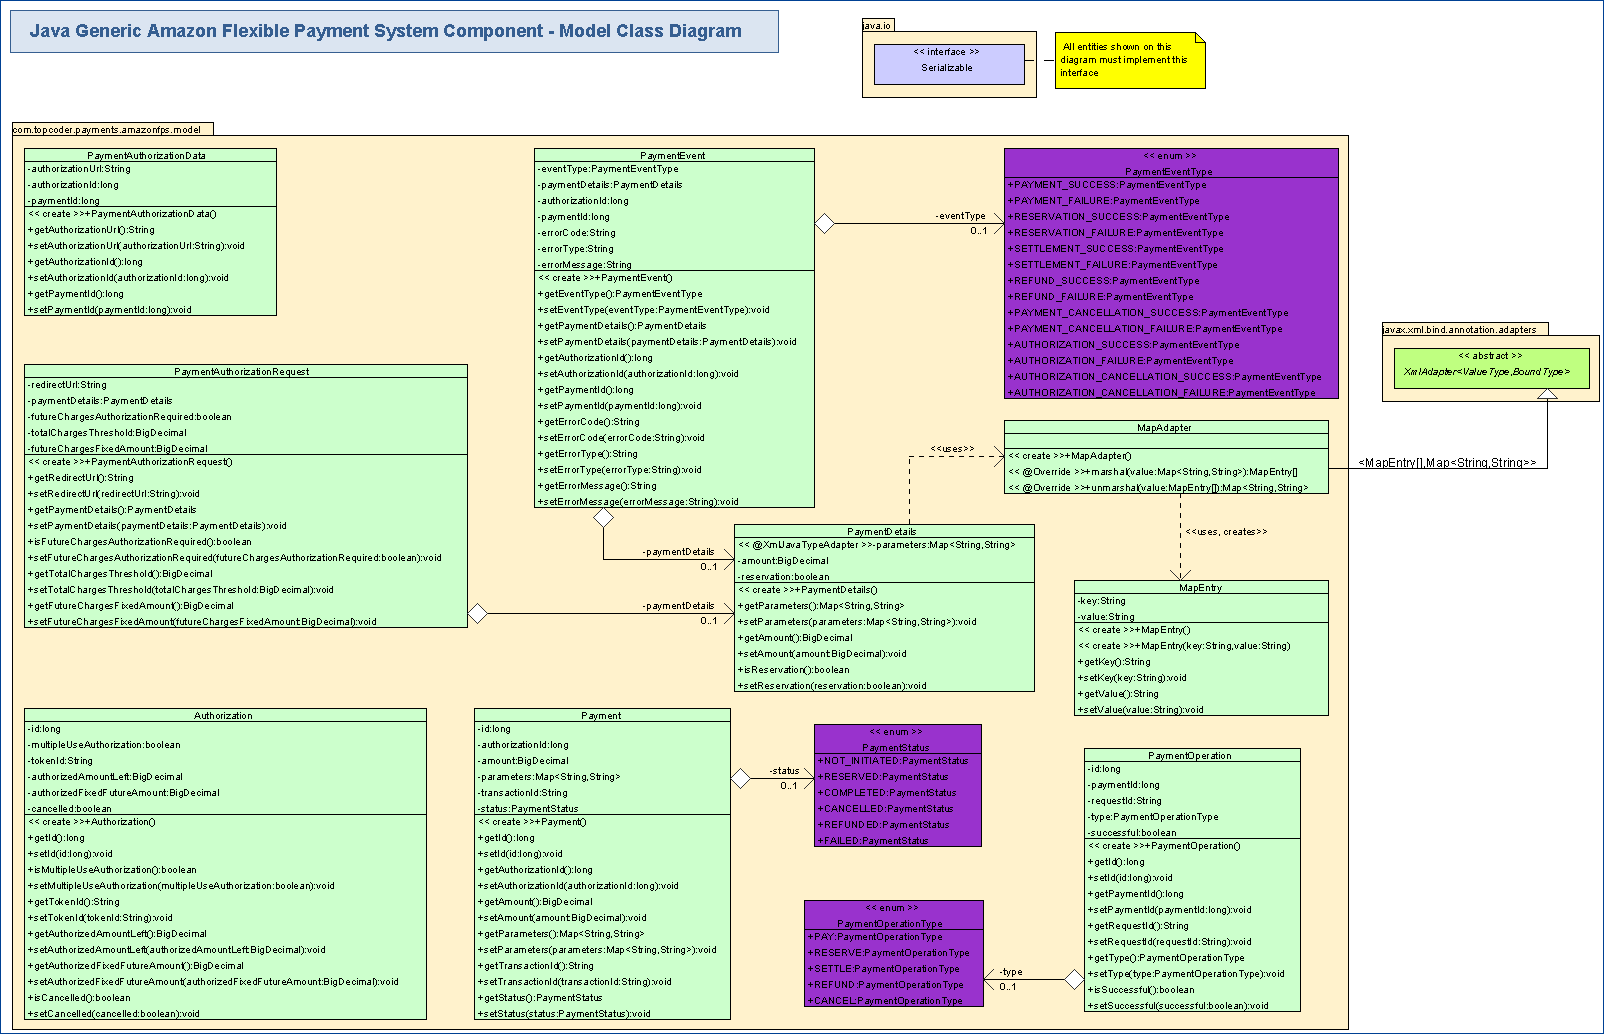 Java Generic Amazon Flexible Payment System Component - Model Class Diagram
java.io
<< interface >>
Serializable
All entities shown on this
diagram must implement this
interface
com.topcoder.payments.amazonfps.model
PaymentAuthorizationData
-authorizationUrl:String
-authorizationId:long
-paymentId:long
<< create >>+PaymentAuthorizationData()
+getAuthorizationUrl():String
+setAuthorizationUrl(authorizationUrl:String):void
+getAuthorizationId():long
+setAuthorizationId(authorizationId:long):void
+getPaymentId():long
+setPaymentId(paymentId:long):void
PaymentEvent
-eventType:PaymentEventType
-paymentDetails:PaymentDetails
-authorizationId:long
-paymentId:long
-errorCode:String
-errorType:String
-errorMessage:String
<< create >>+PaymentEvent()
+getEventType():PaymentEventType
+setEventType(eventType:PaymentEventType):void
+getPaymentDetails():PaymentDetails
+setPaymentDetails(paymentDetails:PaymentDetails):void
+getAuthorizationId():long
+setAuthorizationId(authorizationId:long):void
+getPaymentId():long
+setPaymentId(paymentId:long):void
+getErrorCode():String
+setErrorCode(errorCode:String):void
+getErrorType():String
+setErrorType(errorType:String):void
+getErrorMessage():String
+setErrorMessage(errorMessage:String):void
-eventType
0..1
<< enum >>
PaymentEventType
+PAYMENT_SUCCESS:PaymentEventType
+PAYMENT_FAILURE:PaymentEventType
+RESERVATION_SUCCESS:PaymentEventType
+RESERVATION_FAILURE:PaymentEventType
+SETTLEMENT_SUCCESS:PaymentEventType
+SETTLEMENT_FAILURE:PaymentEventType
+REFUND_SUCCESS:PaymentEventType
+REFUND_FAILURE:PaymentEventType
+PAYMENT_CANCELLATION_SUCCESS:PaymentEventType
+PAYMENT_CANCELLATION_FAILURE:PaymentEventType
+AUTHORIZATION_SUCCESS:PaymentEventType
+AUTHORIZATION_FAILURE:PaymentEventType
+AUTHORIZATION_CANCELLATION_SUCCESS:PaymentEventType
+AUTHORIZATION_CANCELLATION_FAILURE:PaymentEventType
javax.xml.bind.annotation.adapters
<< abstract >>
XmlAdapter<ValueType,BoundType>
PaymentAuthorizationRequest
-redirectUrl:String
-paymentDetails:PaymentDetails
-futureChargesAuthorizationRequired:boolean
-totalChargesThreshold:BigDecimal
-futureChargesFixedAmount:BigDecimal
<< create >>+PaymentAuthorizationRequest()
+getRedirectUrl():String
+setRedirectUrl(redirectUrl:String):void
+getPaymentDetails():PaymentDetails
+setPaymentDetails(paymentDetails:PaymentDetails):void
+isFutureChargesAuthorizationRequired():boolean
+setFutureChargesAuthorizationRequired(futureChargesAuthorizationRequired:boolean):void
+getTotalChargesThreshold():BigDecimal
+setTotalChargesThreshold(totalChargesThreshold:BigDecimal):void
+getFutureChargesFixedAmount():BigDecimal
+setFutureChargesFixedAmount(futureChargesFixedAmount:BigDecimal):void
MapAdapter
<< create >>+MapAdapter()
<< @Override >>+marshal(value:Map<String,String>):MapEntry[]
<< @Override >>+unmarshal(value:MapEntry[]):Map<String,String>
<<uses>>
<MapEntry[],Map<String,String>>
<<uses, creates>>
-paymentDetails
0..1
-paymentDetails
0..1
PaymentDetails
<< @XmlJavaTypeAdapter >>-parameters:Map<String,String>
-amount:BigDecimal
-reservation:boolean
<< create >>+PaymentDetails()
+getParameters():Map<String,String>
+setParameters(parameters:Map<String,String>):void
+getAmount():BigDecimal
+setAmount(amount:BigDecimal):void
+isReservation():boolean
+setReservation(reservation:boolean):void
MapEntry
-key:String
-value:String
<< create >>+MapEntry()
<< create >>+MapEntry(key:String,value:String)
+getKey():String
+setKey(key:String):void
+getValue():String
+setValue(value:String):void
Authorization
-id:long
-multipleUseAuthorization:boolean
-tokenId:String
-authorizedAmountLeft:BigDecimal
-authorizedFixedFutureAmount:BigDecimal
-cancelled:boolean
<< create >>+Authorization()
+getId():long
+setId(id:long):void
+isMultipleUseAuthorization():boolean
+setMultipleUseAuthorization(multipleUseAuthorization:boolean):void
+getTokenId():String
+setTokenId(tokenId:String):void
+getAuthorizedAmountLeft():BigDecimal
+setAuthorizedAmountLeft(authorizedAmountLeft:BigDecimal):void
+getAuthorizedFixedFutureAmount():BigDecimal
+setAuthorizedFixedFutureAmount(authorizedFixedFutureAmount:BigDecimal):void
+isCancelled():boolean
+setCancelled(cancelled:boolean):void
Payment
-id:long
-authorizationId:long
-amount:BigDecimal
-parameters:Map<String,String>
-transactionId:String
-status:PaymentStatus
<< create >>+Payment()
+getId():long
+setId(id:long):void
+getAuthorizationId():long
+setAuthorizationId(authorizationId:long):void
+getAmount():BigDecimal
+setAmount(amount:BigDecimal):void
+getParameters():Map<String,String>
+setParameters(parameters:Map<String,String>):void
+getTransactionId():String
+setTransactionId(transactionId:String):void
+getStatus():PaymentStatus
+setStatus(status:PaymentStatus):void
-status
0..1
<< enum >>
PaymentStatus
+NOT_INITIATED:PaymentStatus
+RESERVED:PaymentStatus
+COMPLETED:PaymentStatus
+CANCELLED:PaymentStatus
+REFUNDED:PaymentStatus
+FAILED:PaymentStatus
<< enum >>
PaymentOperationType
+PAY:PaymentOperationType
+RESERVE:PaymentOperationType
+SETTLE:PaymentOperationType
+REFUND:PaymentOperationType
+CANCEL:PaymentOperationType
-type
0..1
PaymentOperation
-id:long
-paymentId:long
-requestId:String
-type:PaymentOperationType
-successful:boolean
<< create >>+PaymentOperation()
+getId():long
+setId(id:long):void
+getPaymentId():long
+setPaymentId(paymentId:long):void
+getRequestId():String
+setRequestId(requestId:String):void
+getType():PaymentOperationType
+setType(type:PaymentOperationType):void
+isSuccessful():boolean
+setSuccessful(successful:boolean):void